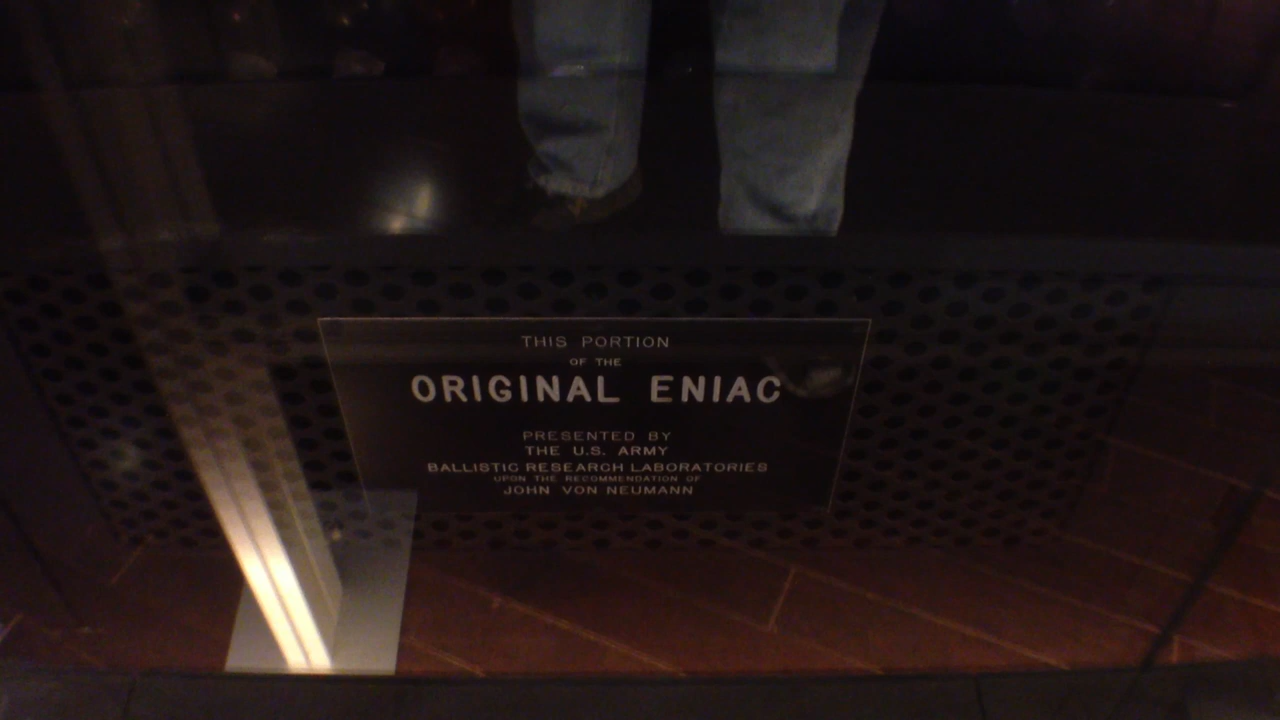 THIS PORTION
OF THE
ORIGINAL ENIAC
PRESENTED BY
THE U.S. ARMY
BALLISTIC RESEARCH LABORATORIES
UPON THE RECOMMENDATION OF
JOHN VON NEUMANN